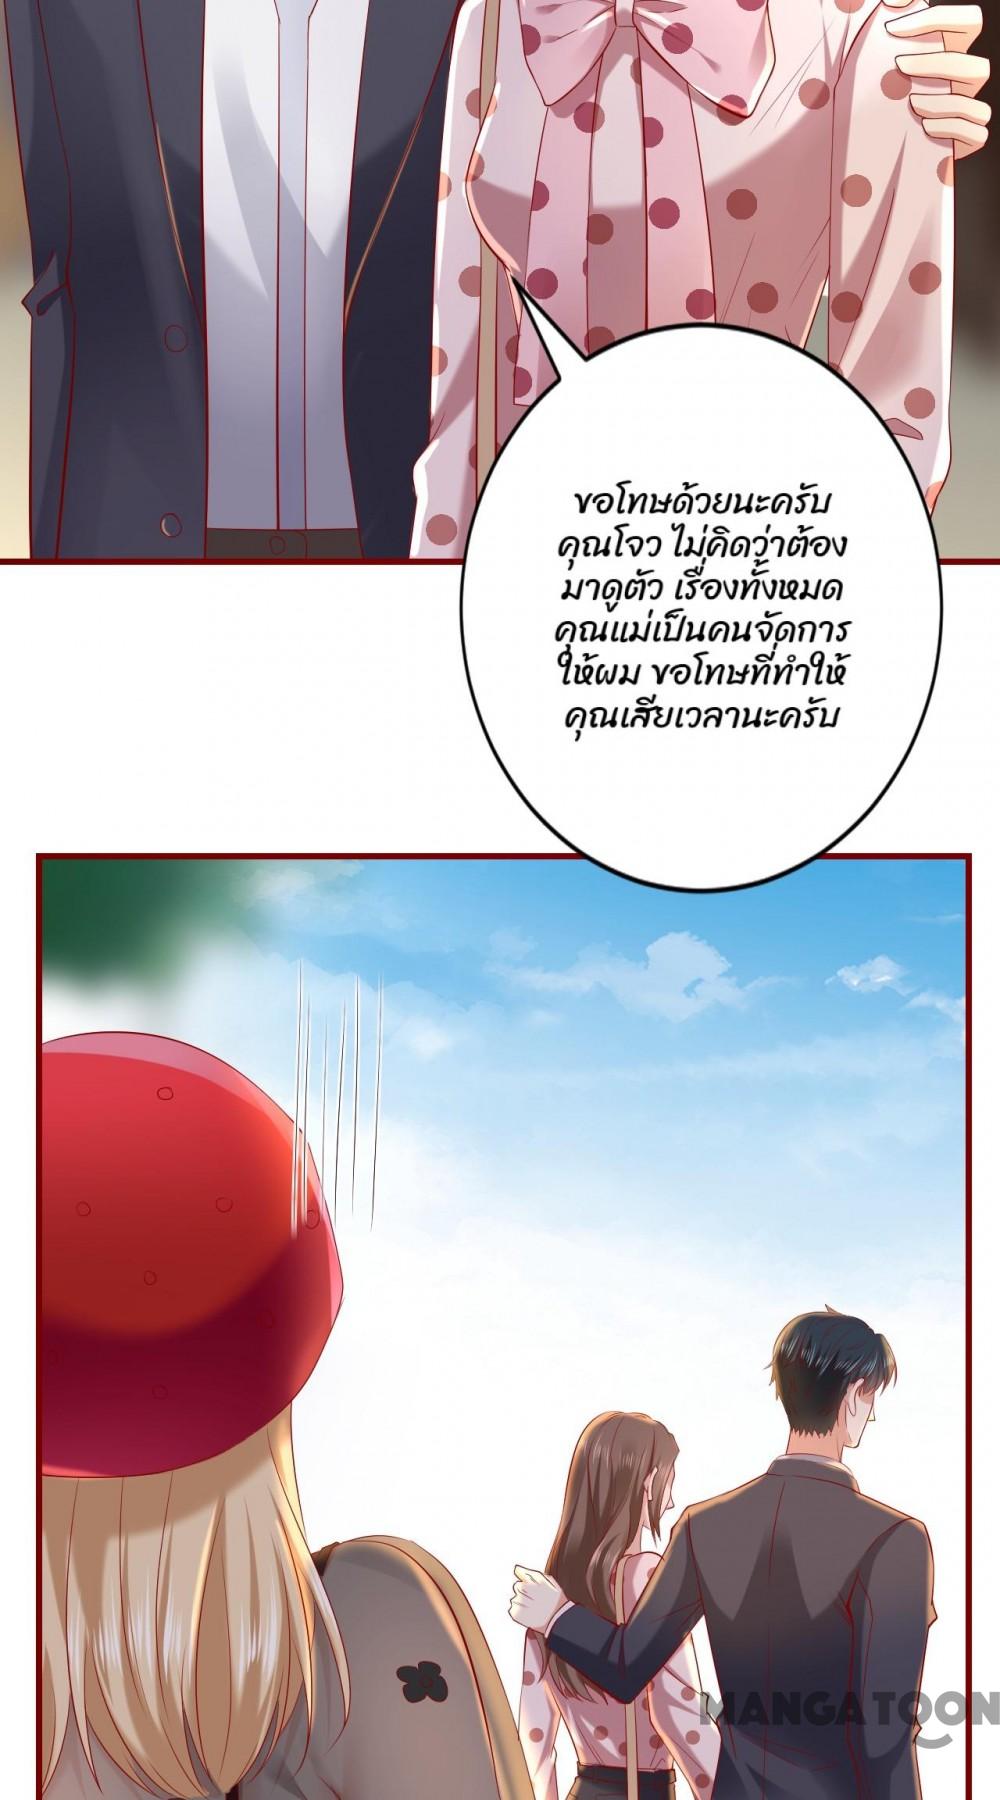 ขอโทษด้วยนะครับ
คุณโจว ไม่คิดว่าต้อง
มาดูตัว เรื่องทั้งหมด
คุณแม่เป็นคนจัดการ
ให้ผม ขอโทษที่ทำให้
คุณเสียเวลานะครับ
MANGATOON